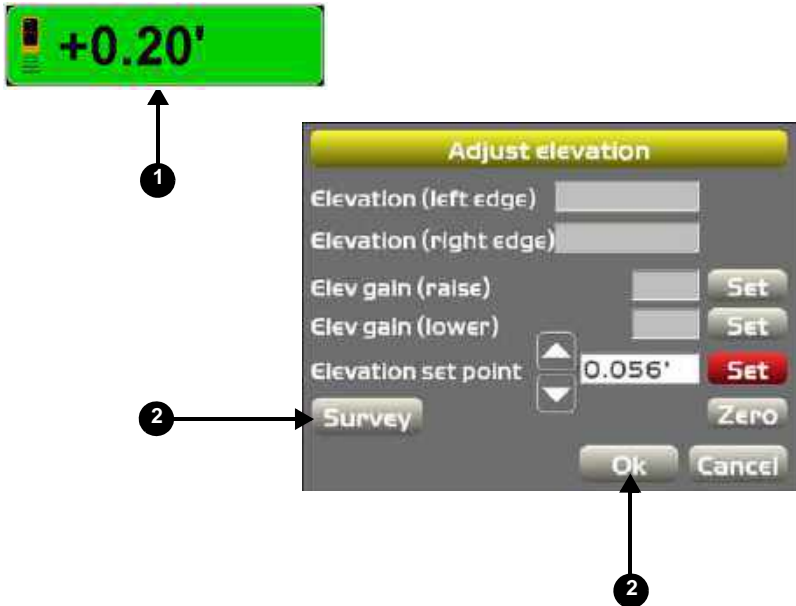 +0.20'
1
Adjust elevation
Elevation (left edge)
Elevation (right edge)
Elev gain (raise) Set
Elev gain (lower) Set
Elevation set point 0.056' Set
2 Survey Zero
Ok Cancel
2